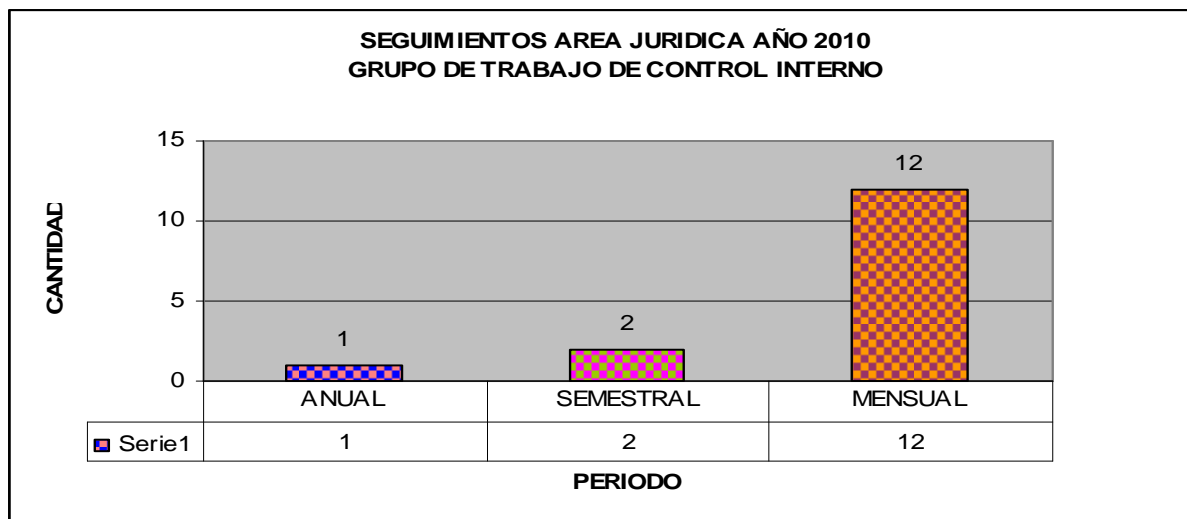 SEGUIMIENTOS AREA JURIDICA AÑO 2010
GRUPO DE TRABAJO DE CONTROL INTERNO
CANTIDAD
15
10
5
0
1
2
12
ANUAL SEMESTRAL MENSUAL
Serie1 1 2 12
PERIODO